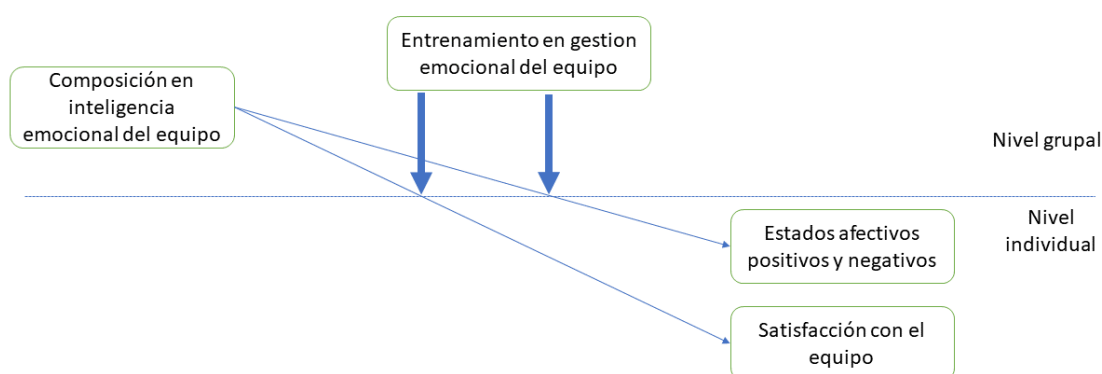 Entrenamiento en gestion
emocional del equipo
Composición en
inteligencia
emocional del equipo
Nivel grupal
Nivel
individual
Estados afectivos
positivos y negativos
Satisfacción con el
equipo